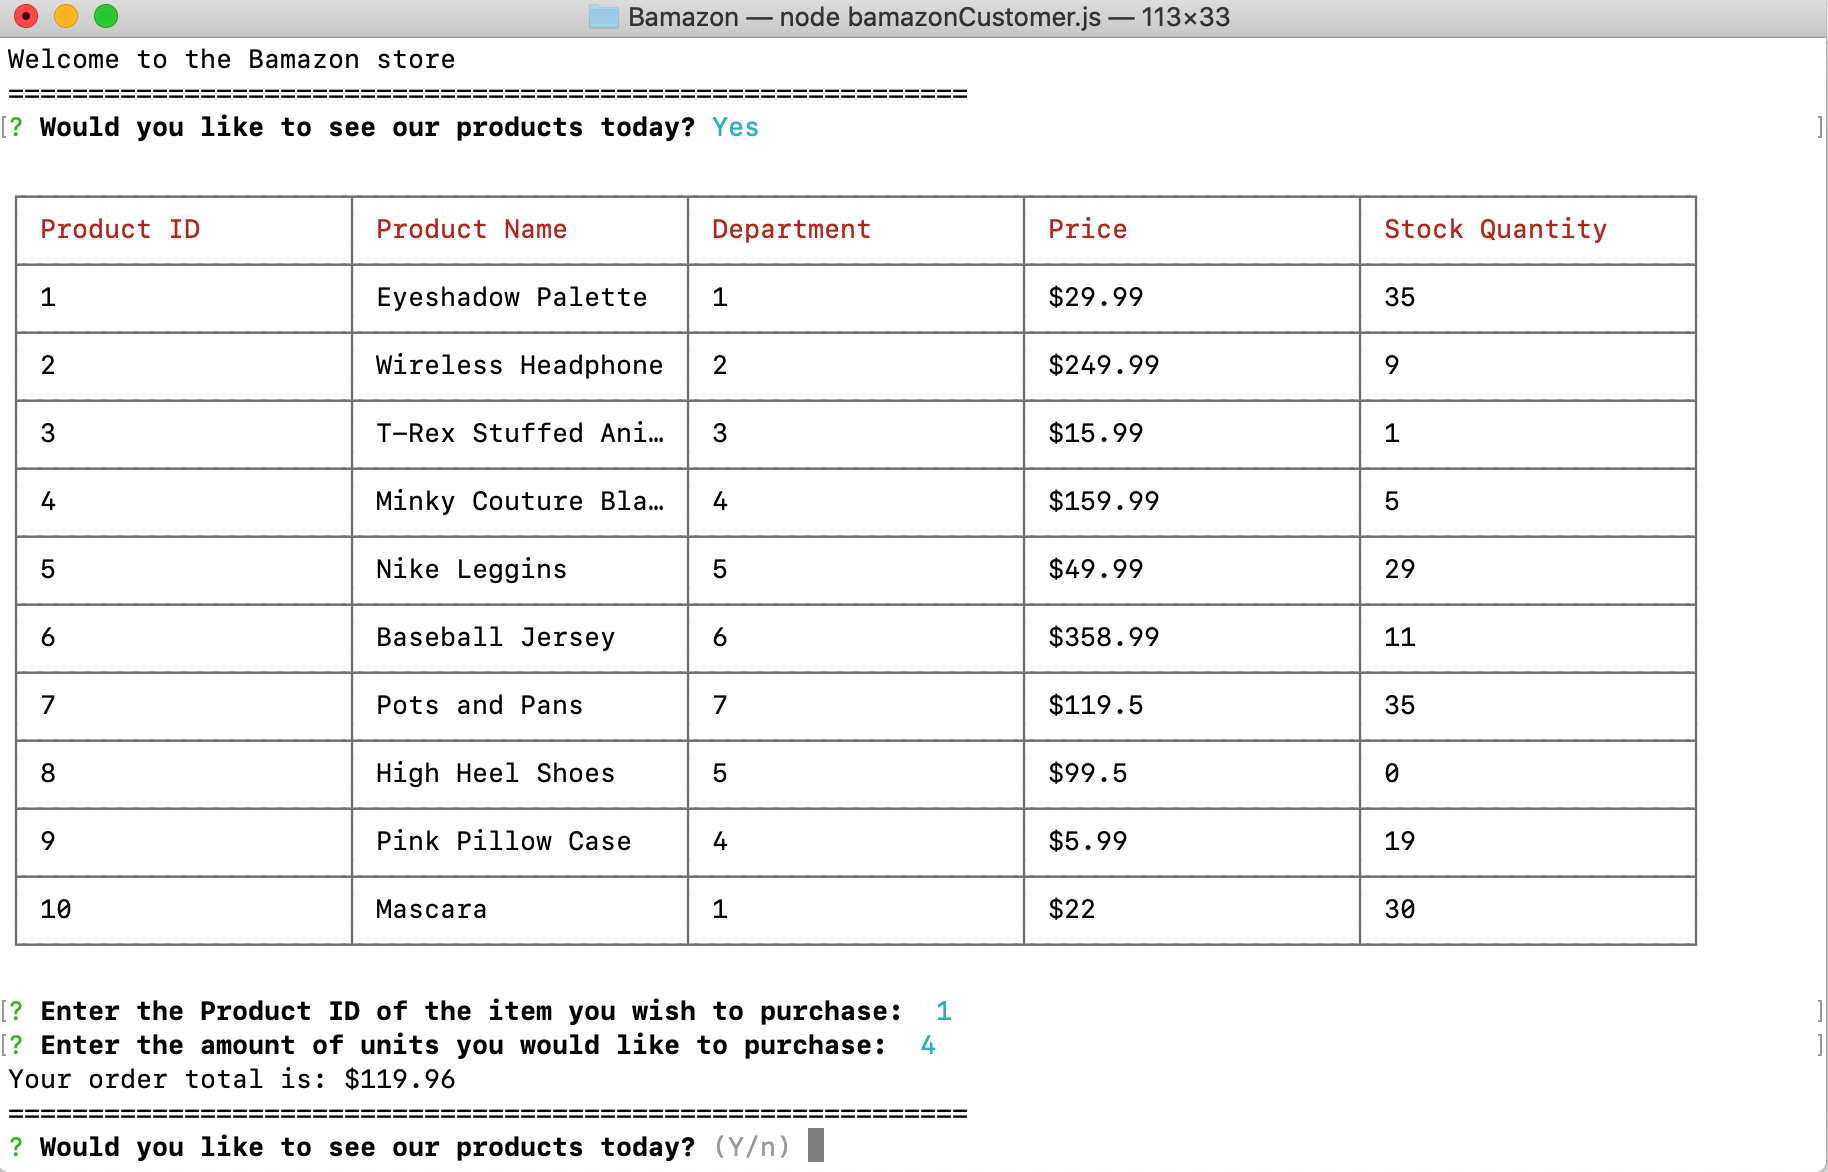 Bamazon — node bamazonCustomer.js — 113×33
Welcome to the Bamazon store
============================================================
[? Would you like to see our products today? Yes ]
Product ID Product Name Department Price Stock Quantity
1 Eyeshadow Palette 1 $29.99 35
2 Wireless Headphone 2 $249.99 9
3 T-Rex Stuffed Ani… 3 $15.99 1
4 Minky Couture Bla… 4 $159.99 5
5 Nike Leggins 5 $49.99 29
6 Baseball Jersey 6 $358.99 11
7 Pots and Pans 7 $119.5 35
8 High Heel Shoes 5 $99.5 0
9 Pink Pillow Case 4 $5.99 19
10 Mascara 1 $22 30
[? Enter the Product ID of the item you wish to purchase: 1 ]
[? Enter the amount of units you would like to purchase: 4 ]
Your order total is: $119.96
============================================================
? Would you like to see our products today? (Y/n)